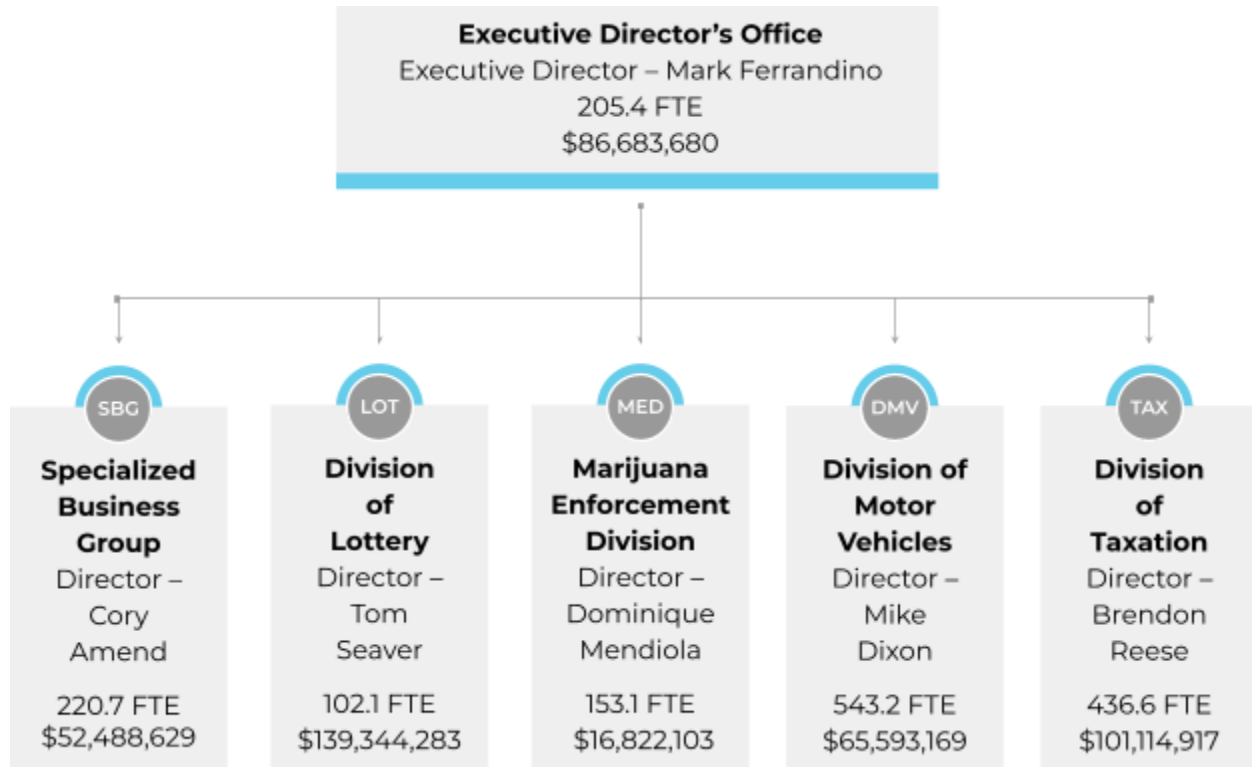 Executive Director’s Office
Executive Director – Mark Ferrandino
205.4 FTE
$86,683,680
SBG
Specialized
Business
Group
Director –
Cory
Amend
220.7 FTE
$52,488,629
LOT
Division
of
Lottery
Director –
Tom
Seaver
102.1 FTE
$139,344,283
MED
Marijuana
Enforcement
Division
Director –
Dominique
Mendiola
153.1 FTE
$16,822,103
DMV
Division of
Motor
Vehicles
Director –
Mike
Dixon
543.2 FTE
$65,593,169
TAX
Division
of
Taxation
Director –
Brendon
Reese
436.6 FTE
$101,114,917